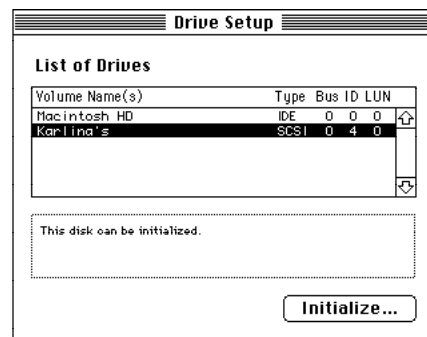 Drive Setup
List of Drives
Volume Name(s) Type Bus ID LUN
Macintosh HD IDE 0 0 0
Karlina's SCSI 0 4 0
This disk can be initialized.
Initialize...